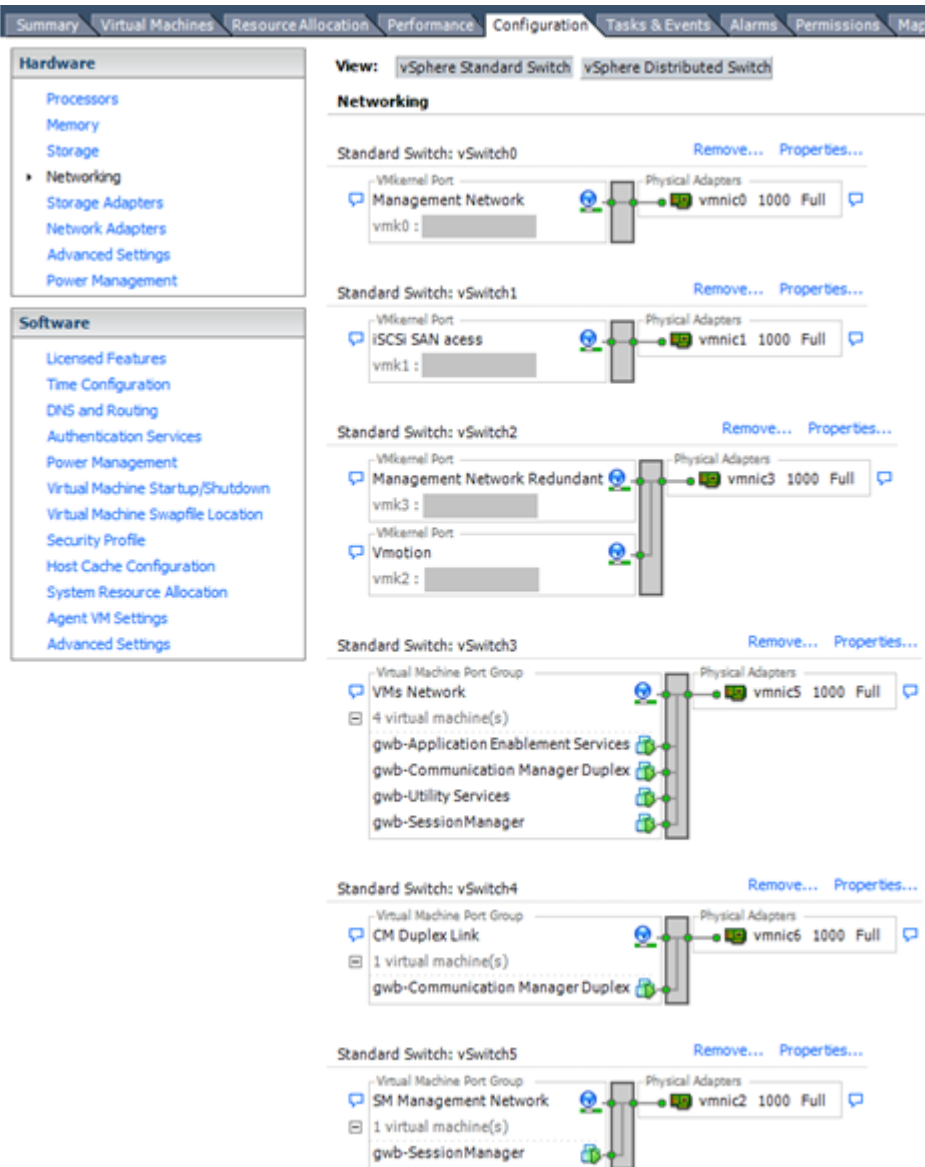 Summary Virtual Machines Resource Allocation Performance Configuration Tasks & Events Alarms Permissions Map
Hardware
Processors
Memory
Storage
Networking
Storage Adapters
Network Adapters
Advanced Settings
Power Management
Software
Licensed Features
Time Configuration
DNS and Routing
Authentication Services
Power Management
Virtual Machine Startup/Shutdown
Virtual Machine Swapfile Location
Security Profile
Host Cache Configuration
System Resource Allocation
Agent VM Settings
Advanced Settings
View: vSphere Standard Switch vSphere Distributed Switch
Networking
Standard Switch: vSwitch0 Remove... Properties...
VMkernel Port Physical Adapters
Management Network vmnic0 1000 Full
vmk0 :
Standard Switch: vSwitch1 Remove... Properties...
VMkernel Port Physical Adapters
iSCSi SAN acess vmnic1 1000 Full
vmk1 :
Standard Switch: vSwitch2 Remove... Properties...
VMkernel Port Physical Adapters
Management Network Redundant vmnic3 1000 Full
vmk3 :
VMkernel Port
Vmotion
vmk2 :
Standard Switch: vSwitch3 Remove... Properties...
Virtual Machine Port Group Physical Adapters
VMs Network vmnic5 1000 Full
4 virtual machine(s)
gwb-Application Enablement Services
gwb-Communication Manager Duplex
gwb-Utility Services
gwb-SessionManager
Standard Switch: vSwitch4 Remove... Properties...
Virtual Machine Port Group Physical Adapters
CM Duplex Link vmnic6 1000 Full
1 virtual machine(s)
gwb-Communication Manager Duplex
Standard Switch: vSwitch5 Remove... Properties...
Virtual Machine Port Group Physical Adapters
SM Management Network vmnic2 1000 Full
1 virtual machine(s)
gwb-SessionManager